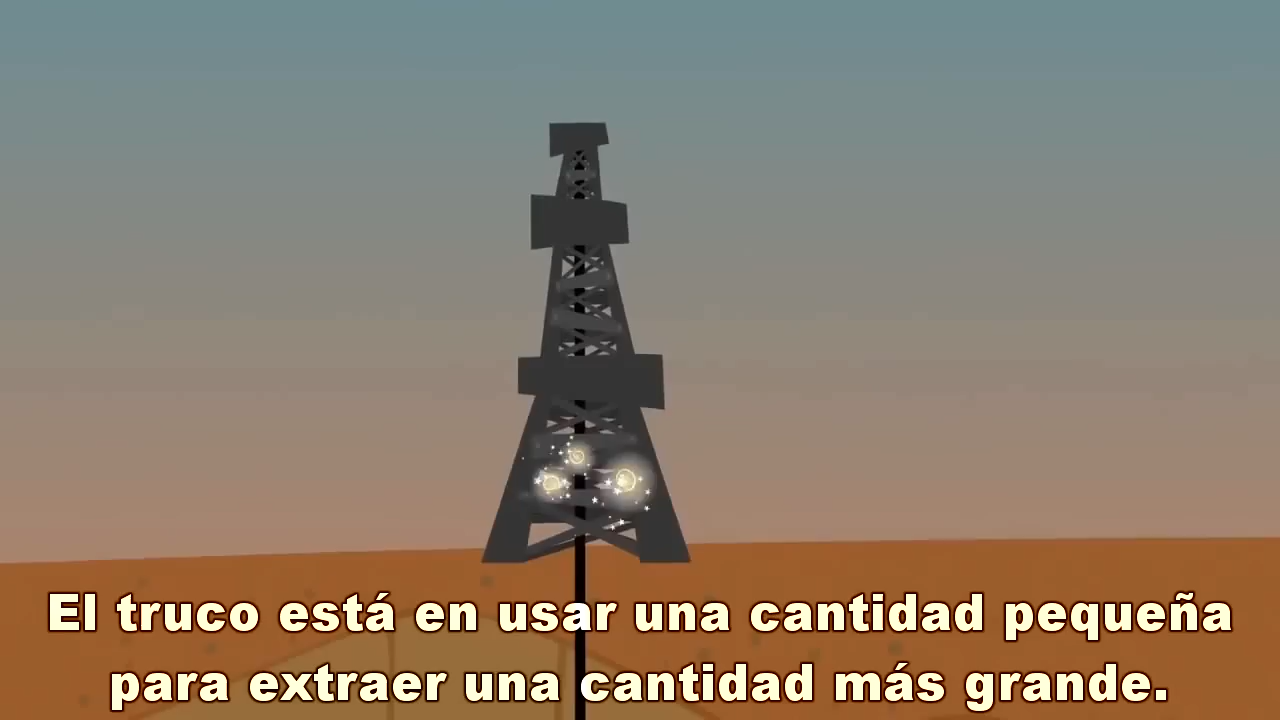 El truco está en usar una cantidad pequeña
para extraer una cantidad más grande.